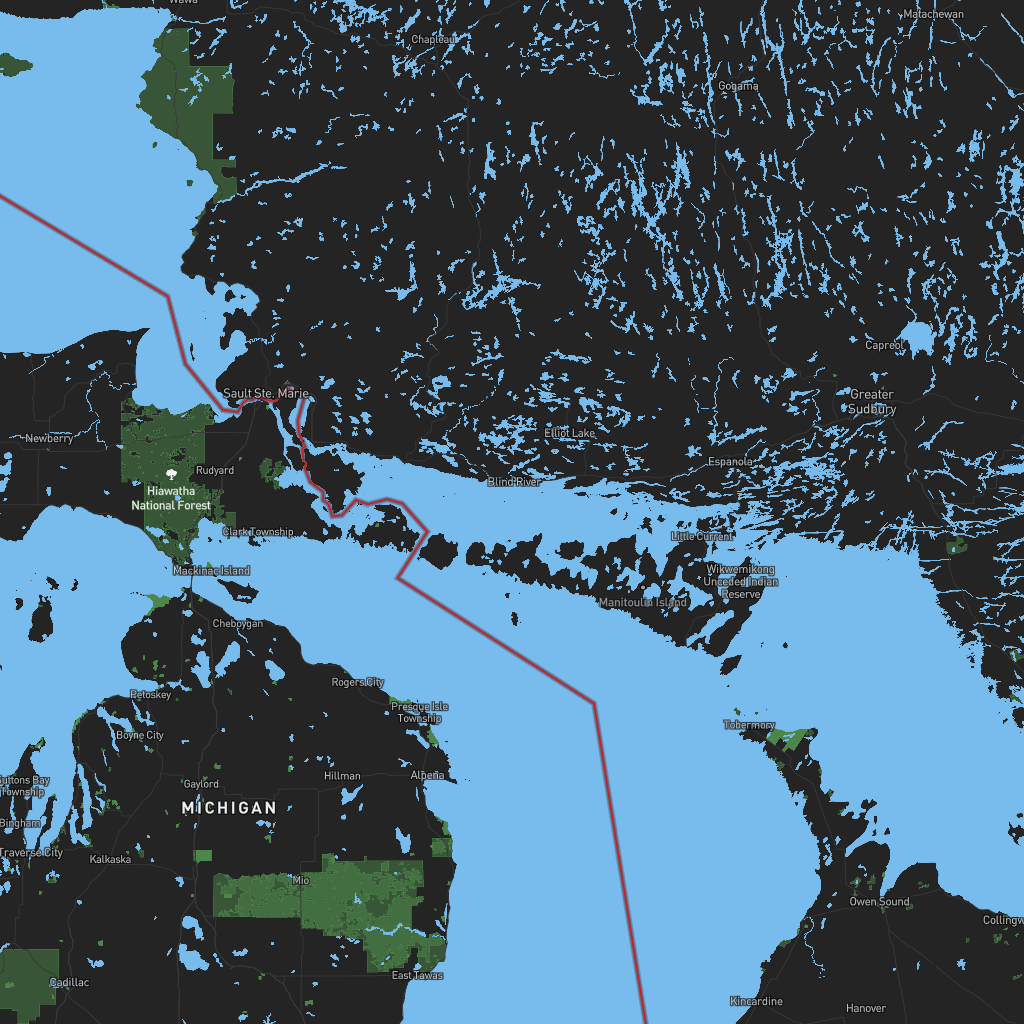 Wawa
Matachewan
Chapleau
Gogama
Capreol
Sault Ste. Marie
Greater
Sudbury
Newberry
Elliot Lake
Rudyard
Espanola
Blind River
Hiawatha
National Forest
Clark Township
Little Current
Mackinac Island
Wikwemikong
Unceded Indian
Reserve
Manitoulin Island
Cheboygan
Rogers City
Petoskey
Presque Isle
Township
Tobermory
Boyne City
Hillman
Alpena
Suttons Bay
Township
Gaylord
MICHIGAN
Bingham
Traverse City
Kalkaska
Mio
Owen Sound
Collingw
East Tawas
Cadillac
Kincardine
Hanover